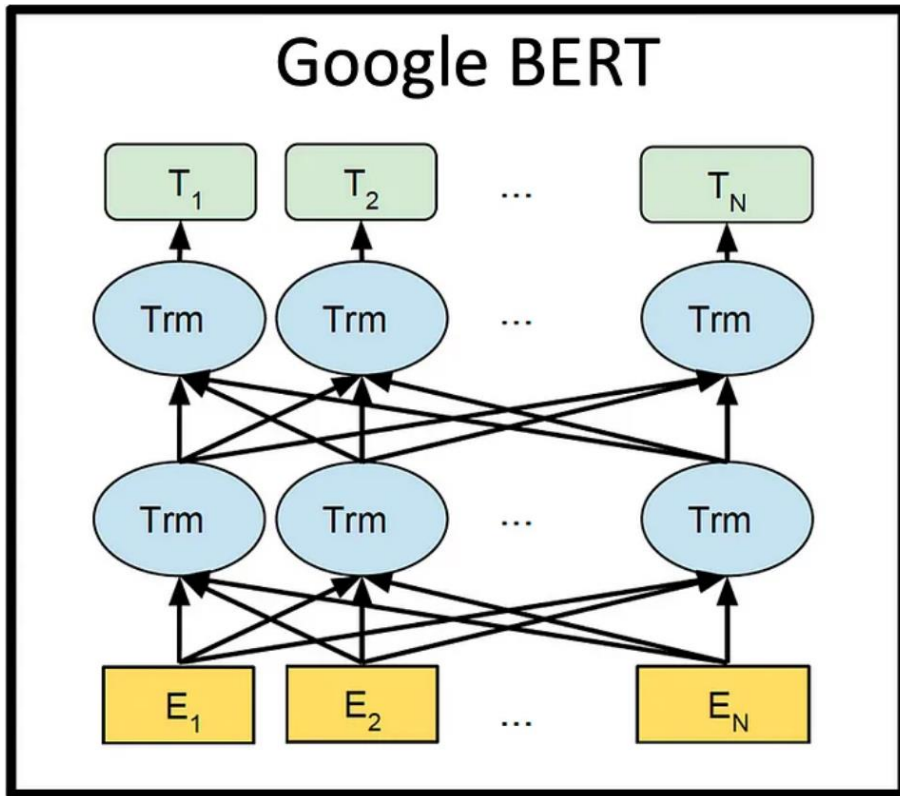 Google BERT
T1 T2 ... TN
Trm Trm ... Trm
Trm Trm ... Trm
E1 E2 ... EN